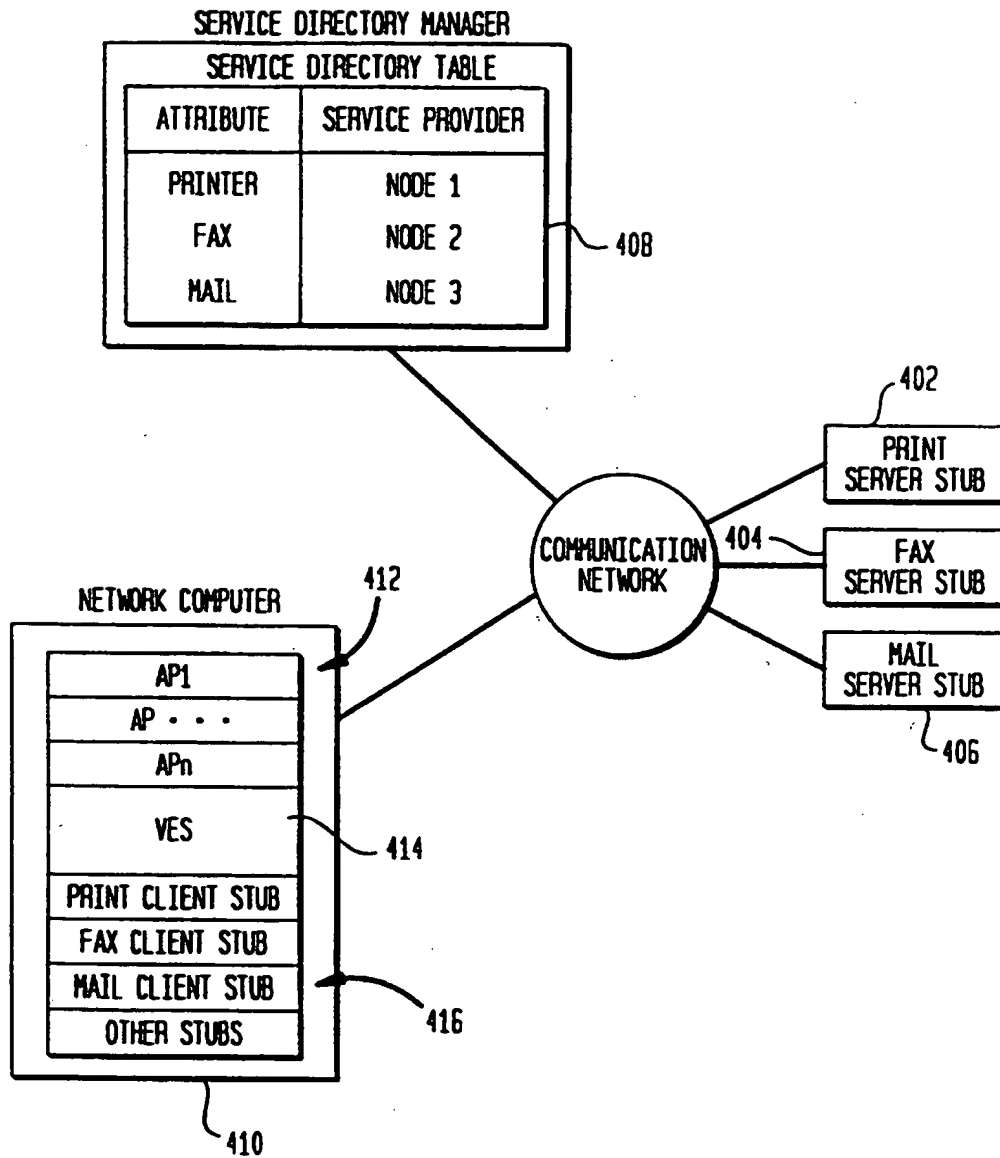 SERVICE DIRECTORY MANAGER
SERVICE DIRECTORY TABLE
ATTRIBUTE SERVICE PROVIDER
PRINTER NODE 1
FAX NODE 2
MAIL NODE 3
408
402
PRINT
SERVER STUB
404
FAX
SERVER STUB
MAIL
SERVER STUB
406
COMMUNICATION
NETWORK
NETWORK COMPUTER
412
AP1
AP · · ·
APn
VES
414
PRINT CLIENT STUB
FAX CLIENT STUB
MAIL CLIENT STUB
416
OTHER STUBS
410